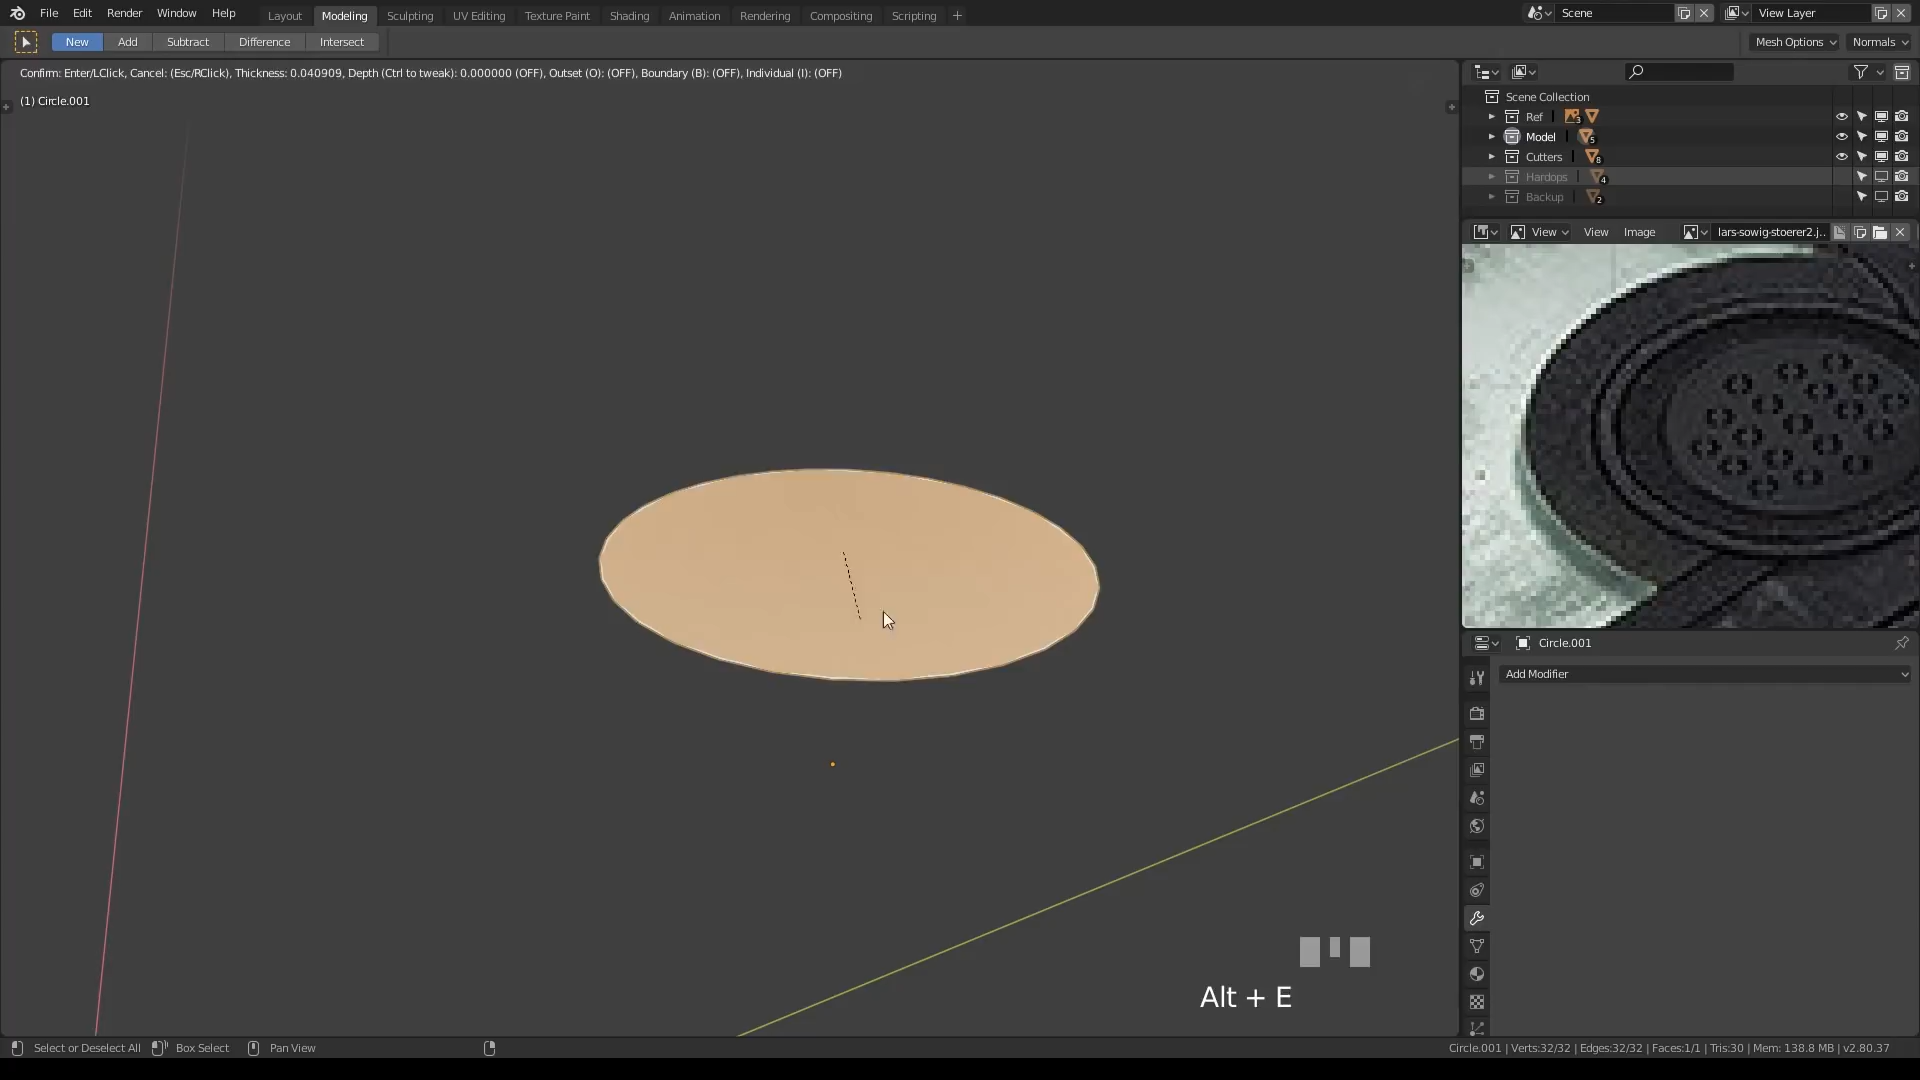 File Edit Render Window Help Layout Modeling Sculpting UV Editing Texture Paint Shading Animation Rendering Compositing Scripting + Scene View Layer
New Add Subtract Difference Intersect Mesh Options Normals
Confirm: Enter/LClick, Cancel: (Esc/RClick), Thickness: 0.040909, Depth (Ctrl to tweak): 0.000000 (OFF), Outset (O): (OFF), Boundary (B): (OFF), Individual (I): (OFF)
(1) Circle.001
Scene Collection
Ref 3
Model 5
Cutters 8
Hardops 4
Backup 2
View View Image lars-sowig-stoerer2.j..
Circle.001
Add Modifier
Alt + E
Select or Deselect All Box Select Pan View
Circle.001 | Verts:32/32 | Edges:32/32 | Faces:1/1 | Tris:30 | Mem: 138.8 MB | v2.80.37